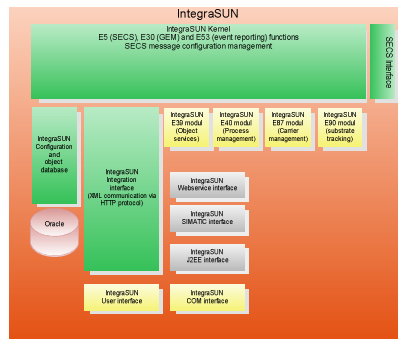 IntegraSUN
IntegraSUN Kernel
E5 (SECS), E30 (GEM) and E53 (event reporting) functions
SECS message configuration management
SECS Interface
IntegraSUN
Configuration
and
object
database
Oracle
IntegraSUN
Integration
interface
(XML communication via
HTTP protocol)
IntegraSUN
E39 modul
(Object
services)
IntegraSUN
E40 modul
(Process
management)
IntegraSUN
E87 modul
(Carrier
management)
IntegraSUN
E90 modul
(substrate
tracking)
IntegraSUN
Webservice interface
IntegraSUN
SIMATIC interface
IntegraSUN
J2EE interface
IntegraSUN
User interface
IntegraSUN
COM interface